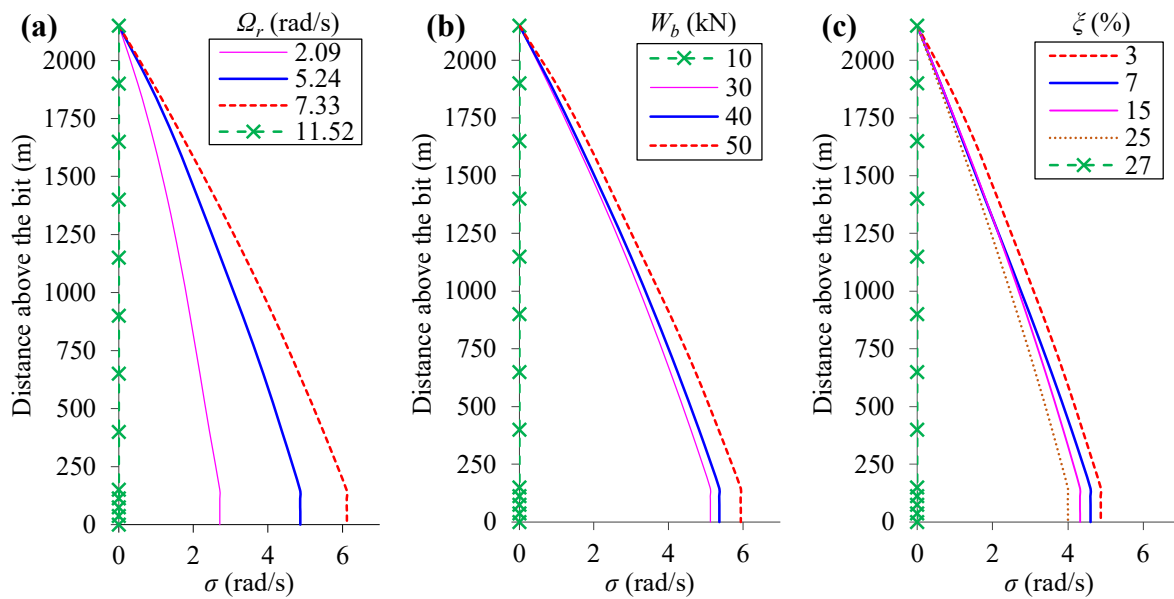 (a)
Ω_r (rad/s)
2.09
5.24
7.33
11.52
Distance above the bit (m)
2000
1750
1500
1250
1000
750
500
250
0
0 2 4 6
σ (rad/s)
(b)
W_b (kN)
10
30
40
50
Distance above the bit (m)
2000
1750
1500
1250
1000
750
500
250
0
0 2 4 6
σ (rad/s)
(c)
ξ (%)
3
7
15
25
27
Distance above the bit (m)
2000
1750
1500
1250
1000
750
500
250
0
0 2 4 6
σ (rad/s)